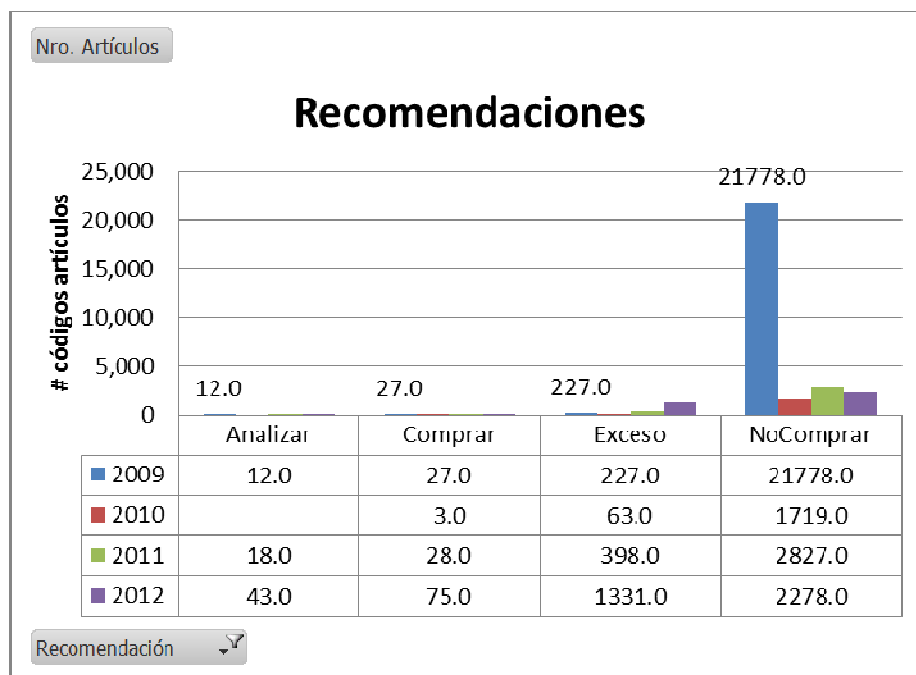 Nro. Artículos
Recomendaciones
# códigos artículos
25,000
20,000
15,000
10,000
5,000
0
12.0
27.0
227.0
21778.0
Analizar Comprar Exceso NoComprar
2009 12.0 27.0 227.0 21778.0
2010 3.0 63.0 1719.0
2011 18.0 28.0 398.0 2827.0
2012 43.0 75.0 1331.0 2278.0
Recomendación